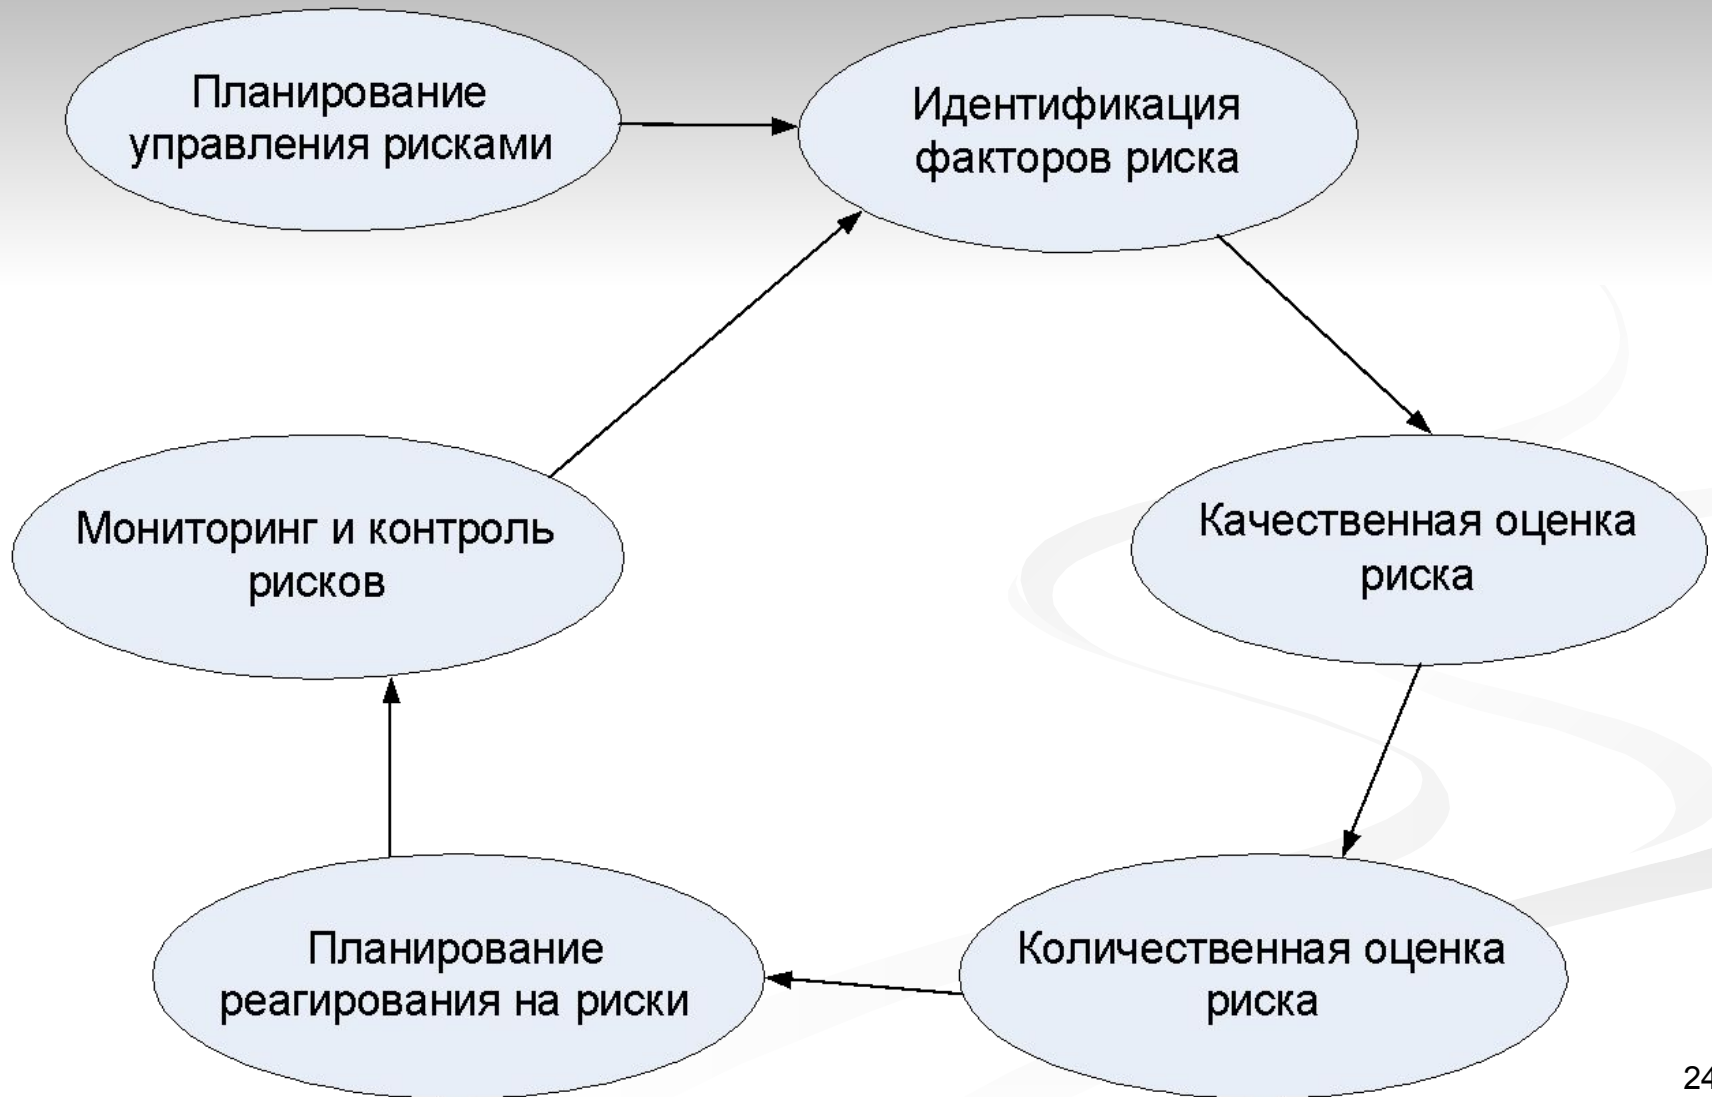 Планирование
управления рисками
Идентификация
факторов риска
Качественная оценка
риска
Количественная оценка
риска
Планирование
реагирования на риски
Мониторинг и контроль
рисков
24